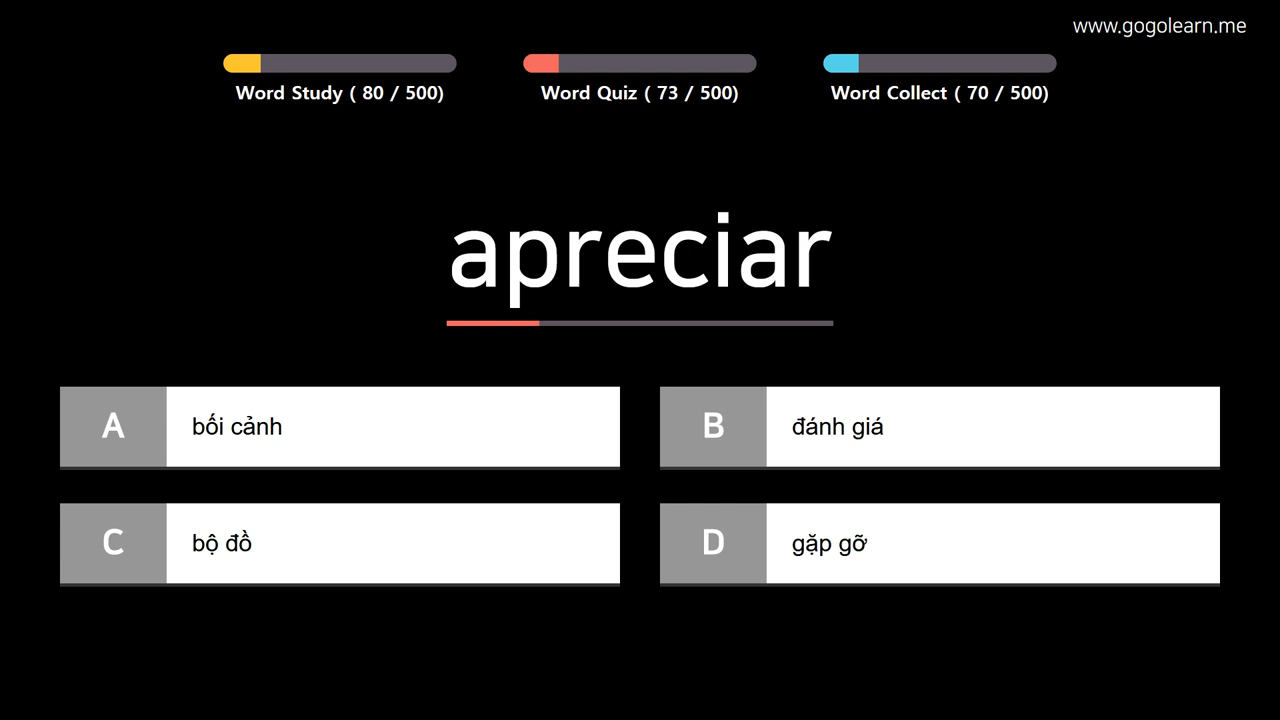 www.gogolearn.me
Word Study ( 80 / 500)
Word Quiz ( 73 / 500)
Word Collect ( 70 / 500)
apreciar
A bối cảnh
B đánh giá
C bộ đồ
D gặp gỡ